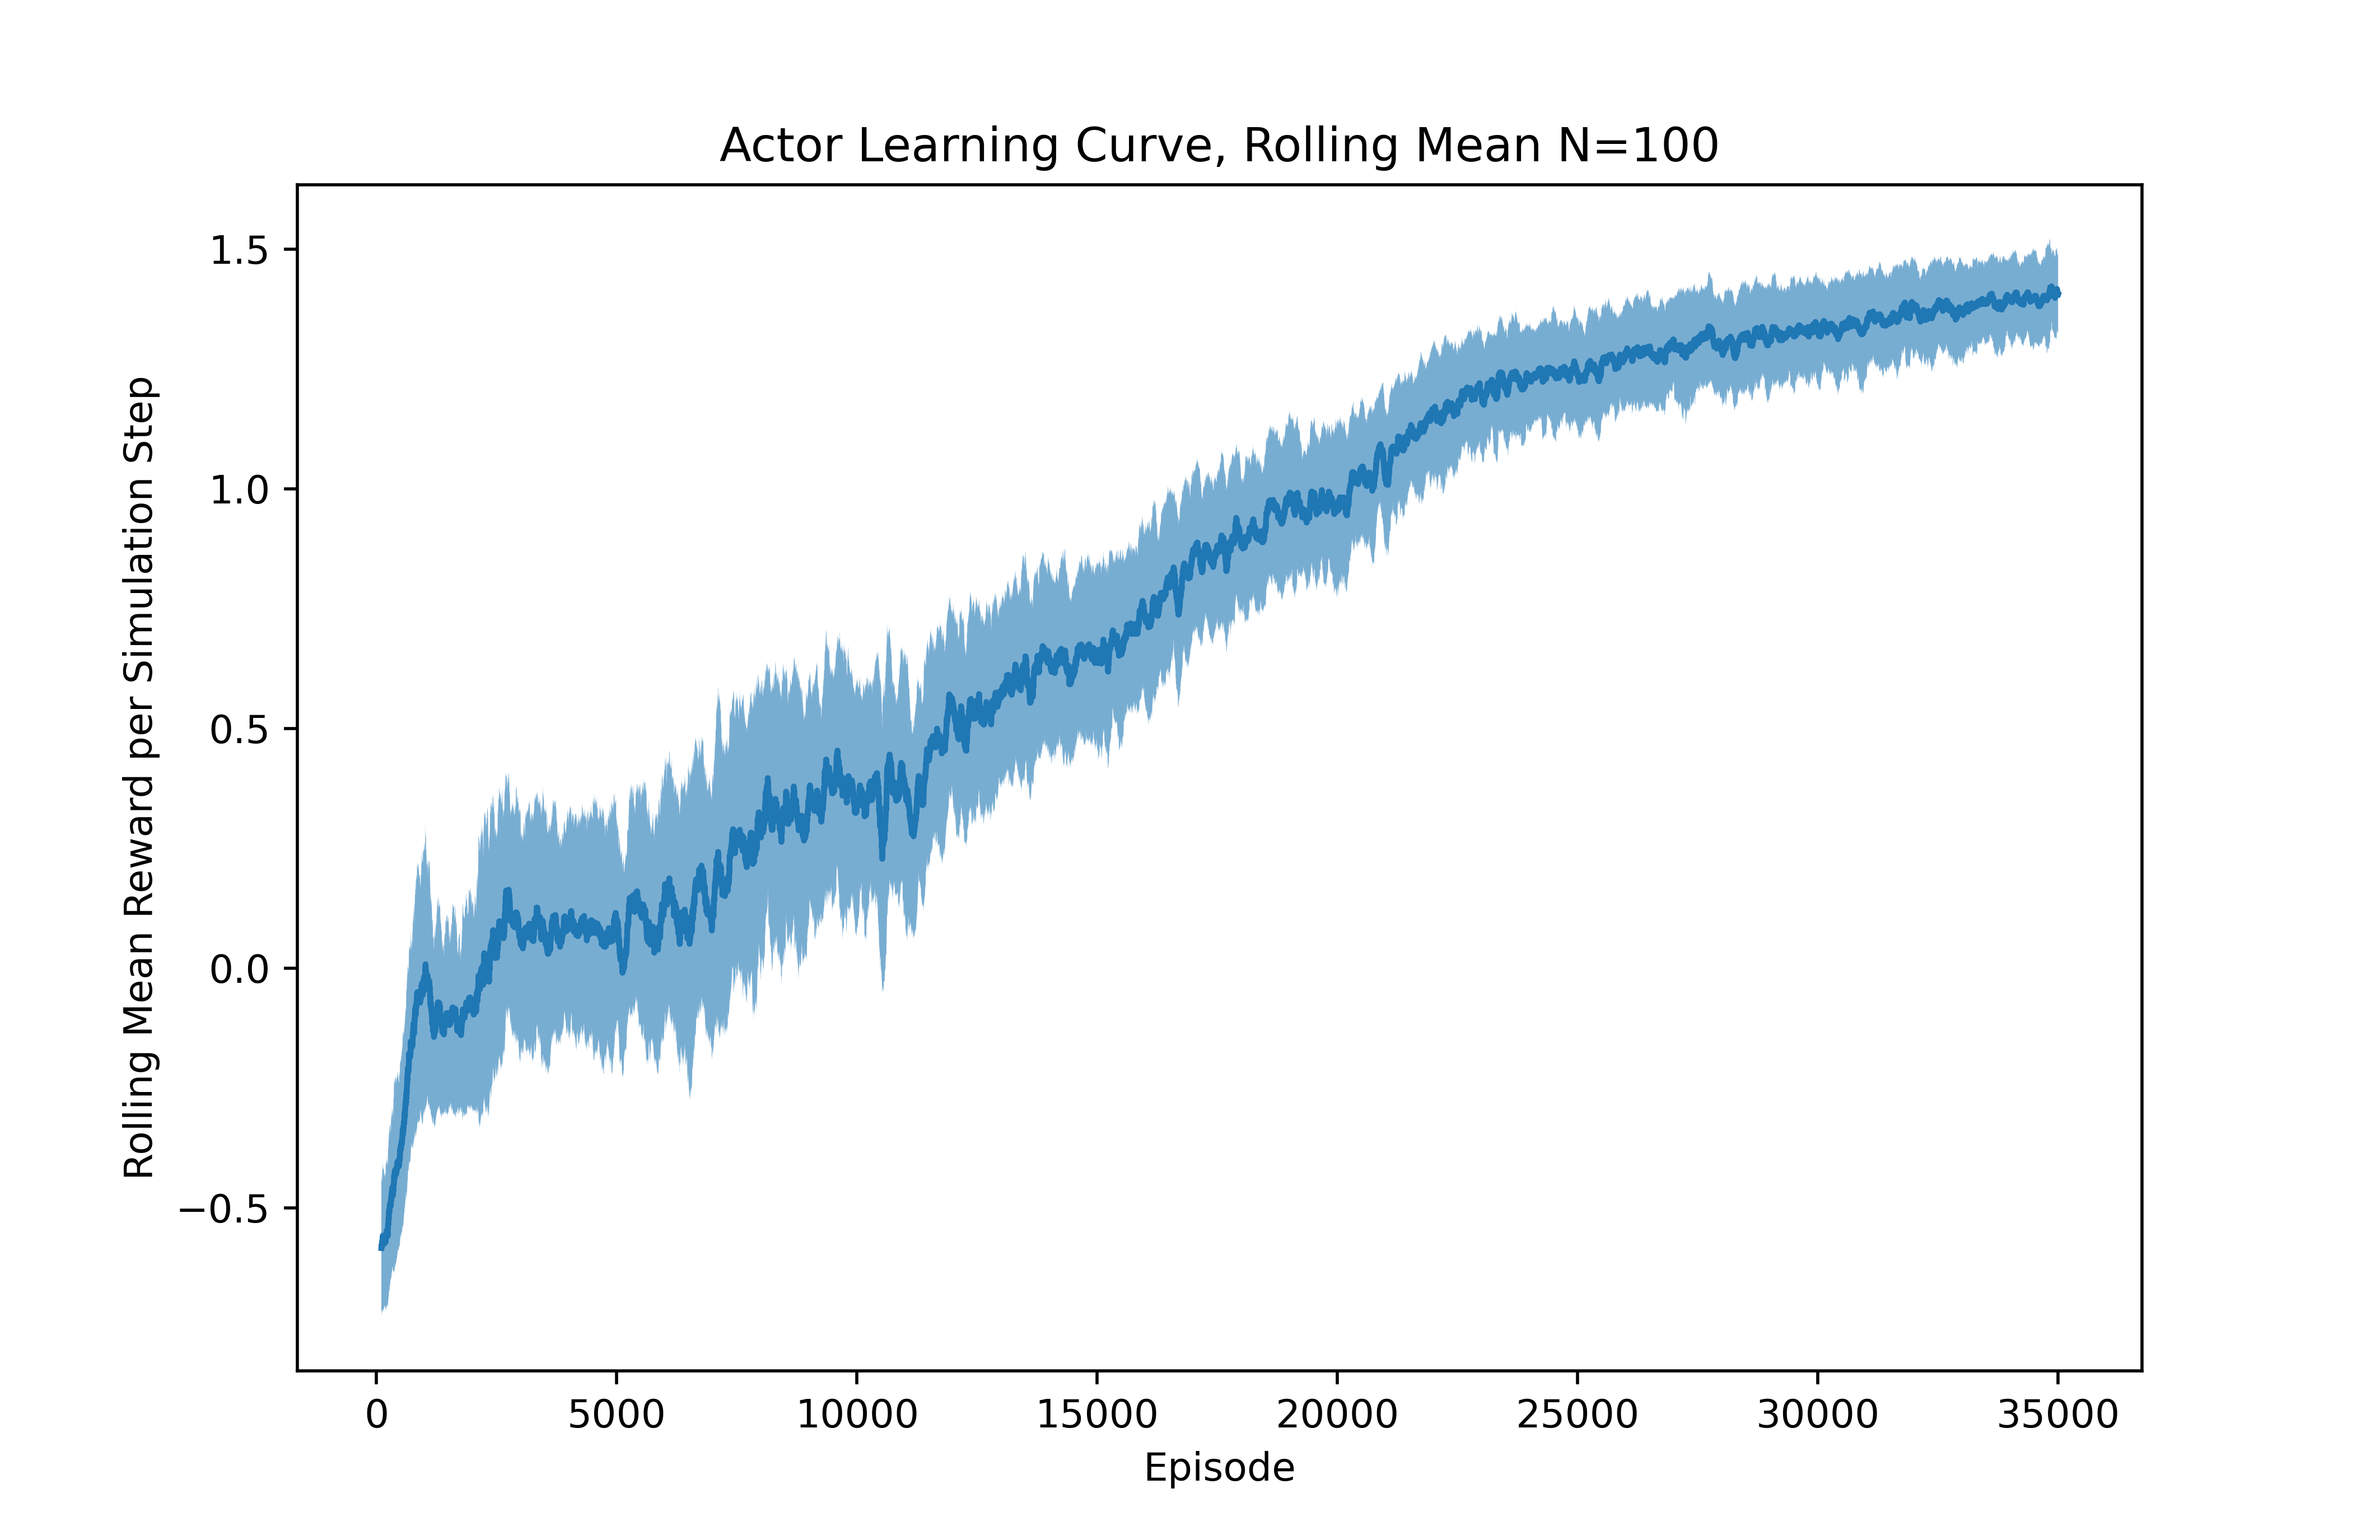 Actor Learning Curve, Rolling Mean N=100
Rolling Mean Reward per Simulation Step
1.5
1.0
0.5
0.0
−0.5
0 5000 10000 15000 20000 25000 30000 35000
Episode